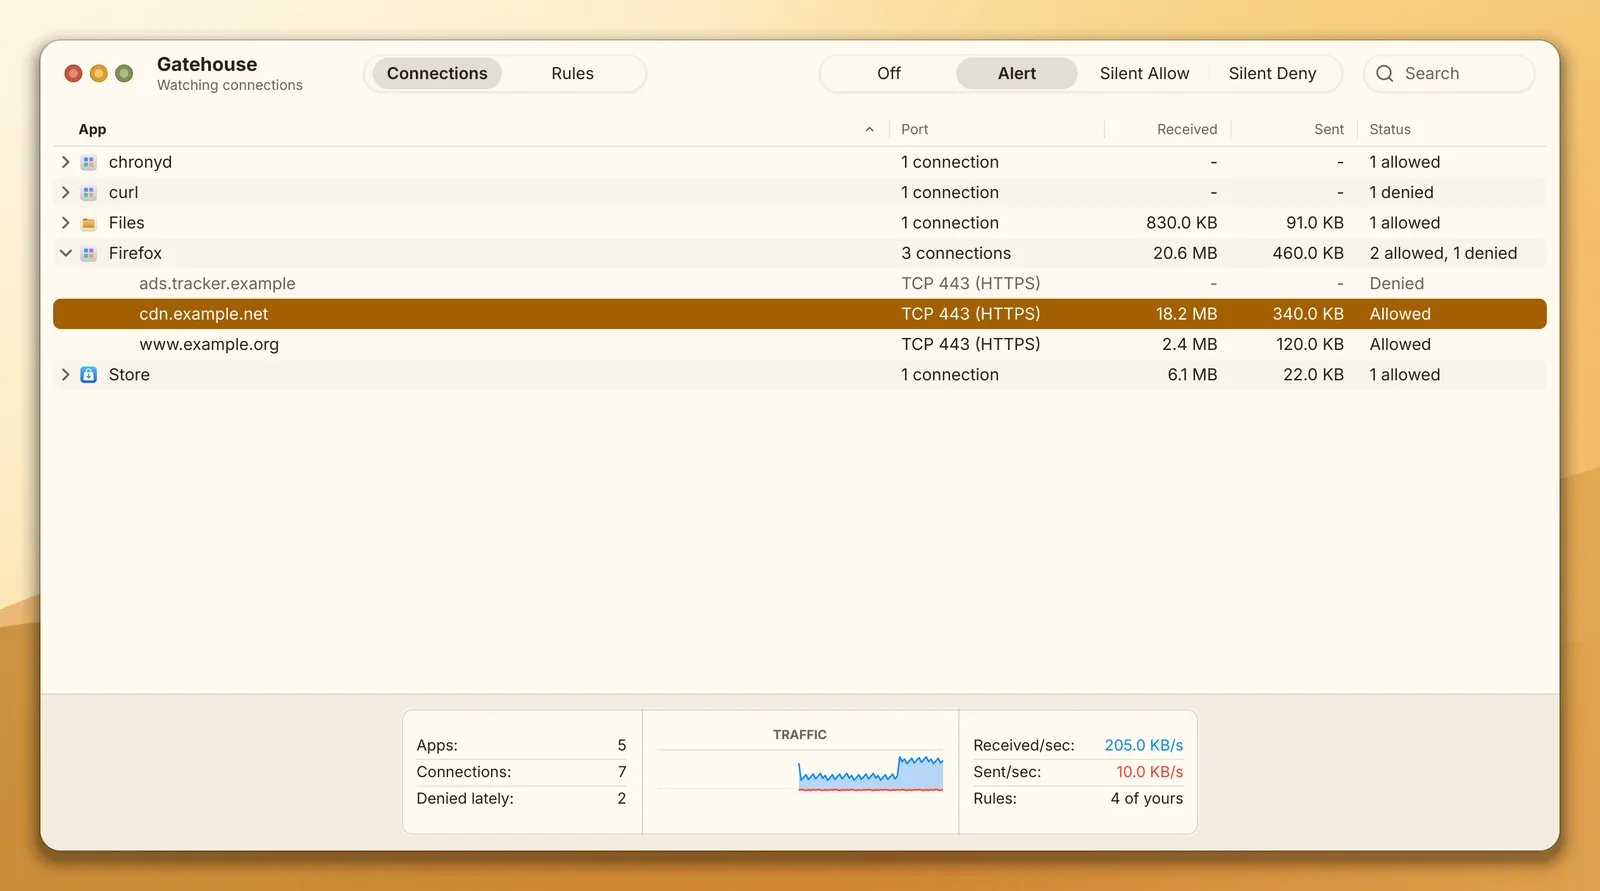 Gatehouse
Watching connections
Connections Rules
Off Alert Silent Allow Silent Deny
Search
App Port Received Sent Status
chronyd 1 connection - - 1 allowed
curl 1 connection - - 1 denied
Files 1 connection 830.0 KB 91.0 KB 1 allowed
Firefox 3 connections 20.6 MB 460.0 KB 2 allowed, 1 denied
ads.tracker.example TCP 443 (HTTPS) - - Denied
cdn.example.net TCP 443 (HTTPS) 18.2 MB 340.0 KB Allowed
www.example.org TCP 443 (HTTPS) 2.4 MB 120.0 KB Allowed
Store 1 connection 6.1 MB 22.0 KB 1 allowed
Apps: 5
Connections: 7
Denied lately: 2
TRAFFIC
Received/sec: 205.0 KB/s
Sent/sec: 10.0 KB/s
Rules: 4 of yours